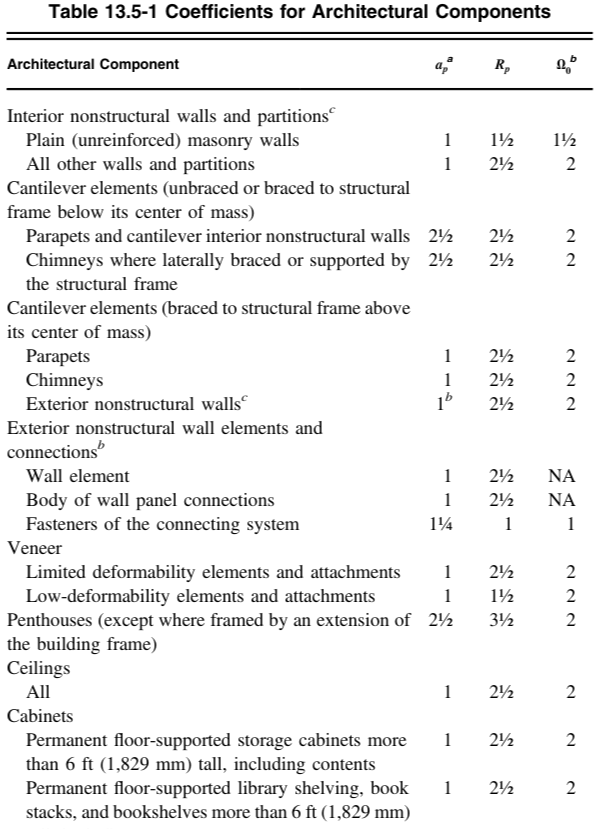 Table 13.5-1 Coefficients for Architectural Components
Architectural Component aₚᵃ Rₚ Ω₀ᵇ
Interior nonstructural walls and partitionsᶜ
Plain (unreinforced) masonry walls 1 1½ 1½
All other walls and partitions 1 2½ 2
Cantilever elements (unbraced or braced to structural
frame below its center of mass)
Parapets and cantilever interior nonstructural walls 2½ 2½ 2
Chimneys where laterally braced or supported by 2½ 2½ 2
the structural frame
Cantilever elements (braced to structural frame above
its center of mass)
Parapets 1 2½ 2
Chimneys 1 2½ 2
Exterior nonstructural wallsᶜ 1ᵇ 2½ 2
Exterior nonstructural wall elements and
connectionsᵇ
Wall element 1 2½ NA
Body of wall panel connections 1 2½ NA
Fasteners of the connecting system 1¼ 1 1
Veneer
Limited deformability elements and attachments 1 2½ 2
Low-deformability elements and attachments 1 1½ 2
Penthouses (except where framed by an extension of 2½ 3½ 2
the building frame)
Ceilings
All 1 2½ 2
Cabinets
Permanent floor-supported storage cabinets more 1 2½ 2
than 6 ft (1,829 mm) tall, including contents
Permanent floor-supported library shelving, book 1 2½ 2
stacks, and bookshelves more than 6 ft (1,829 mm)